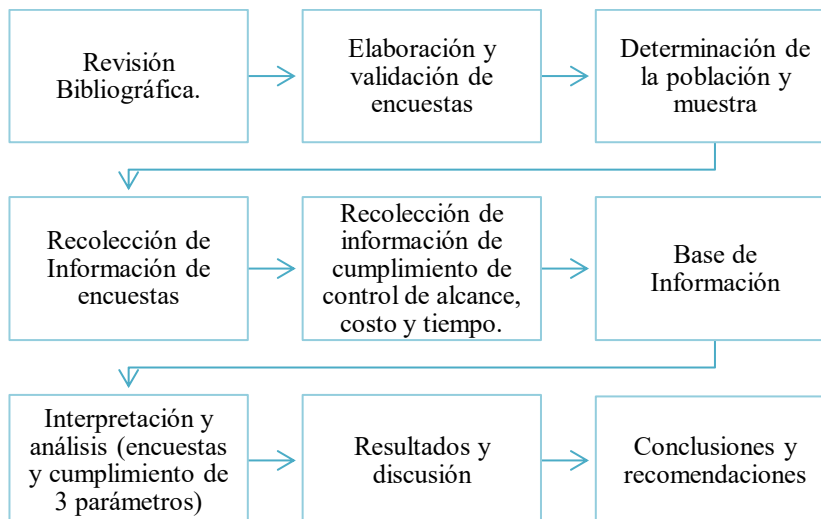 Revisión
Bibliográfica.
Elaboración y
validación de
encuestas
Determinación de
la población y
muestra
Recolección de
Información de
encuestas
Recolección de
información de
cumplimiento de
control de alcance,
costo y tiempo.
Base de
Información
Interpretación y
análisis (encuestas
y cumplimiento de
3 parámetros)
Resultados y
discusión
Conclusiones y
recomendaciones